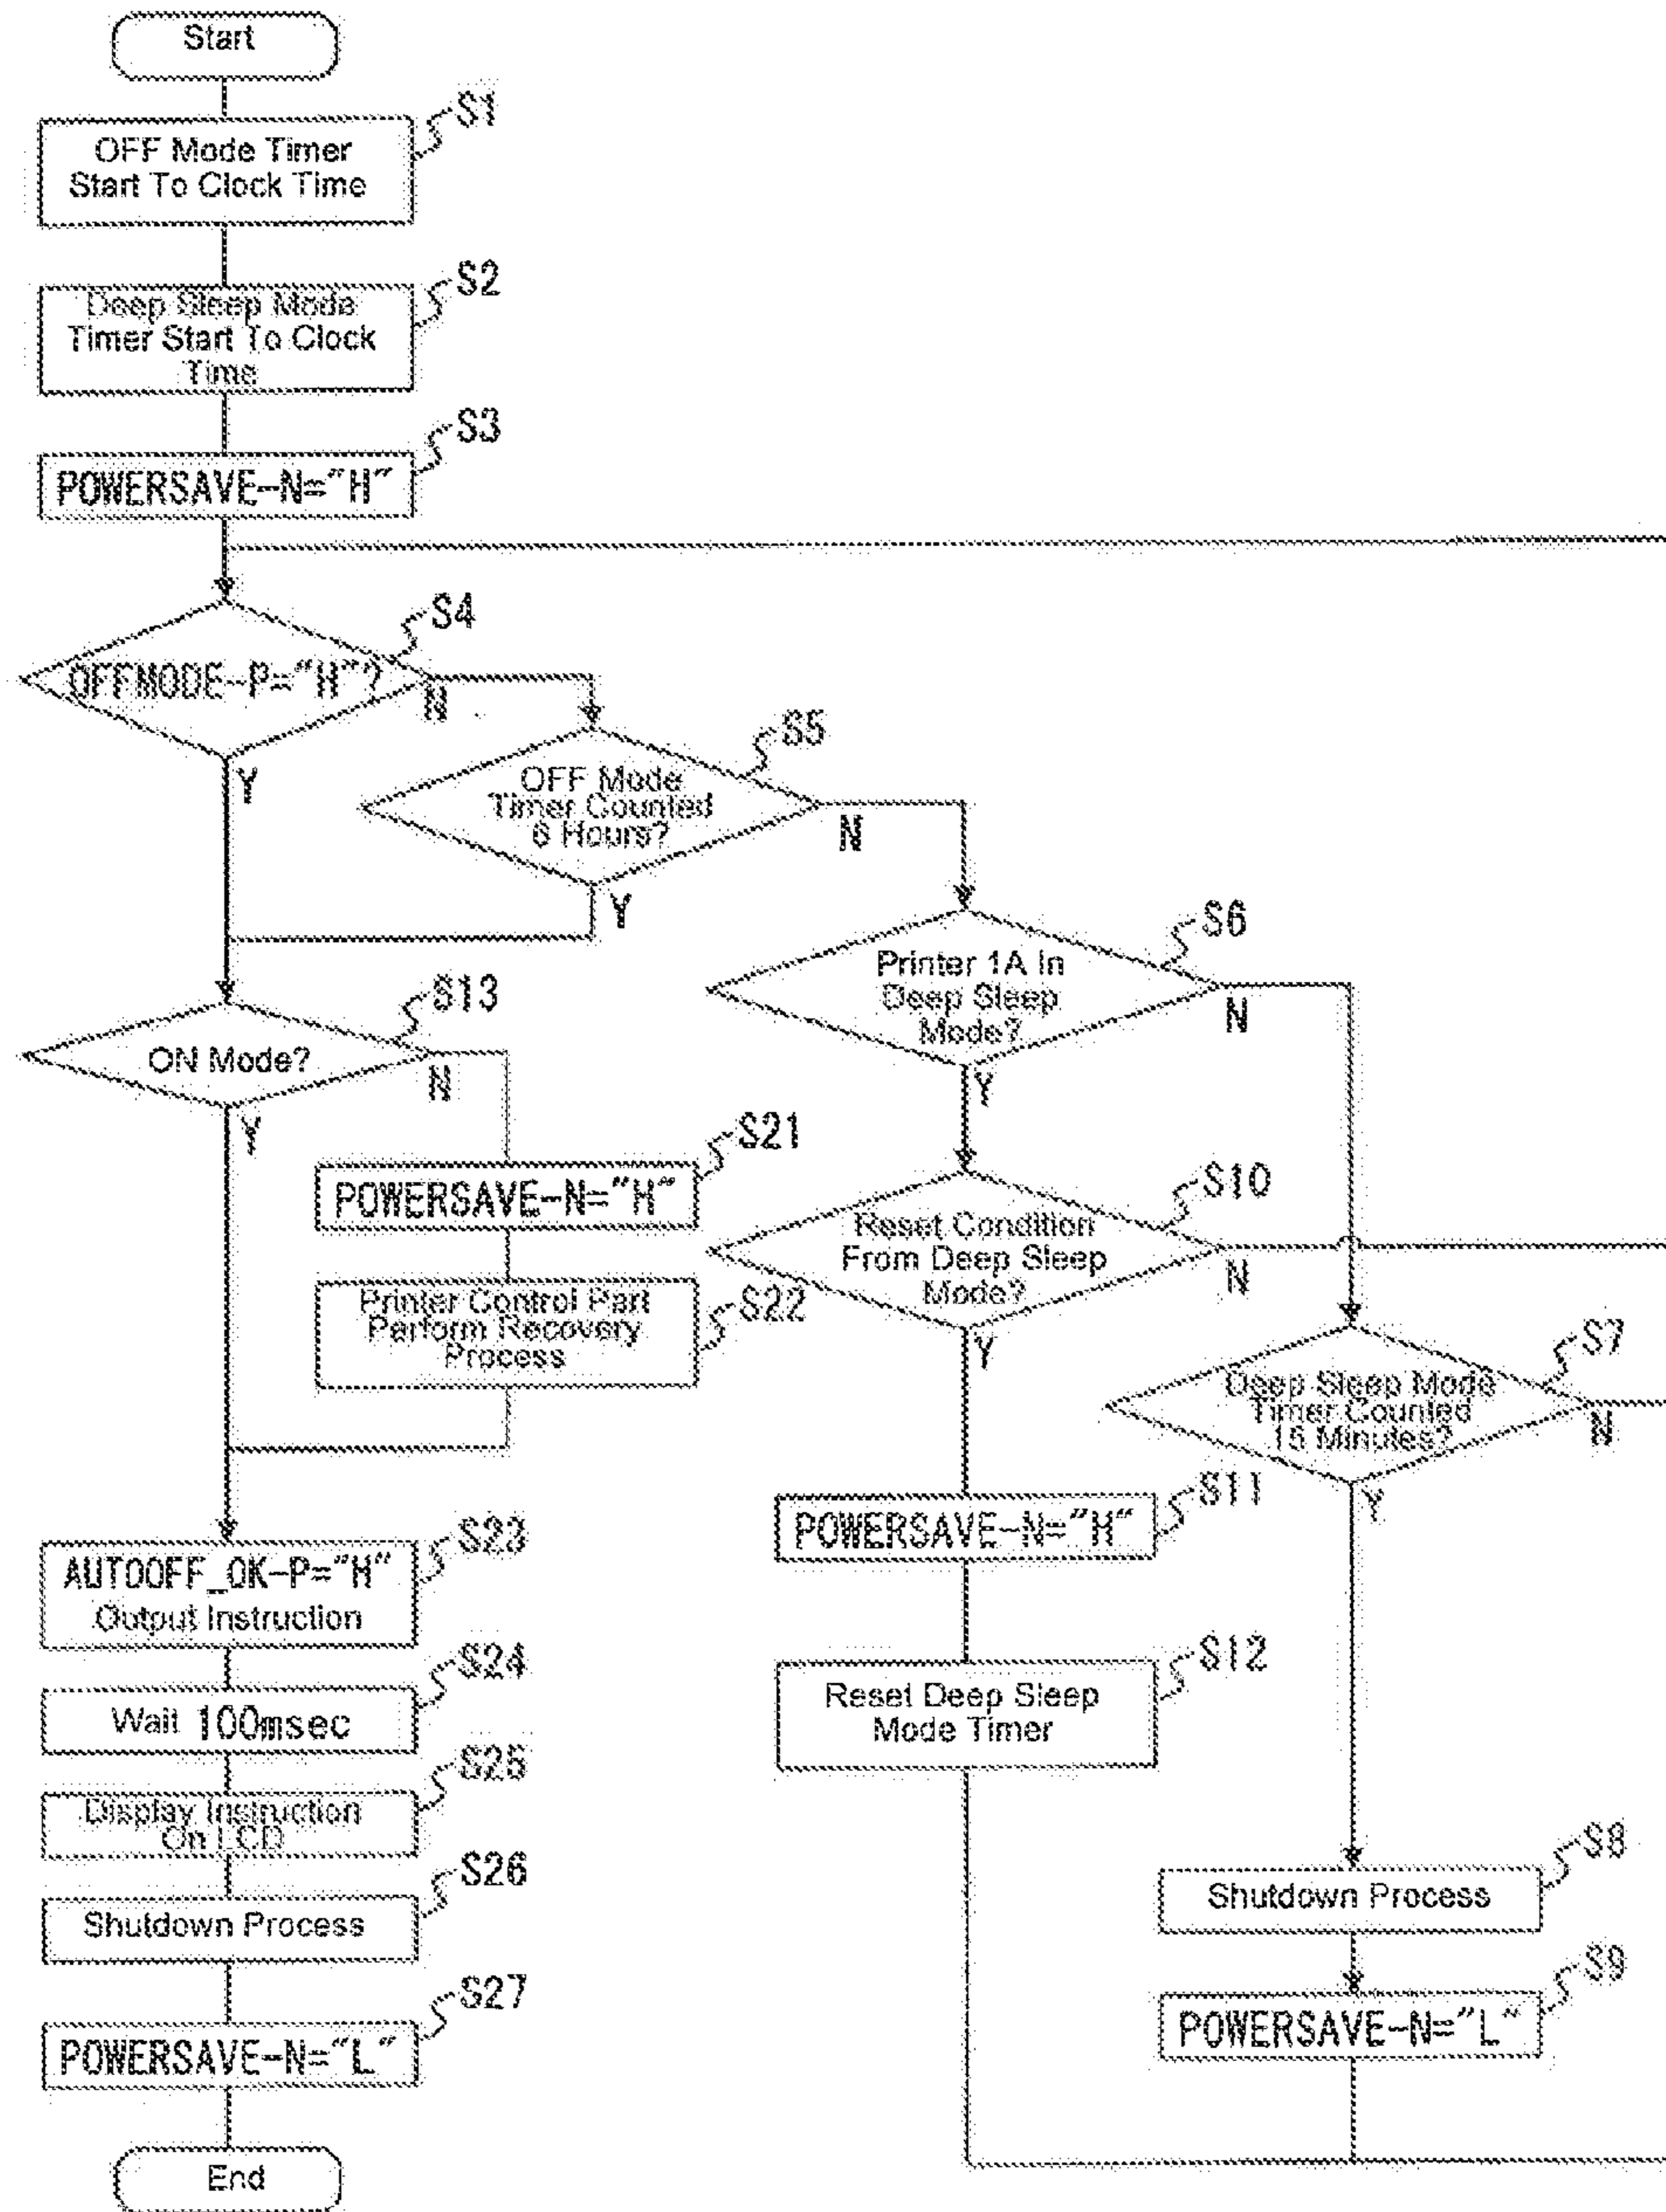 Start
S1
OFF Mode Timer
Start To Clock Time
S2
Deep Sleep Mode
Timer Start To Clock
Time
S3
POWERSAVE-N="H"
S4
OFFMODE-P="H"?
N
Y
S5
OFF Mode
Timer Counted
Hours?
N
Y
S6
Printer 1A In
Deep Sleep
Mode?
N
Y
S13
ON Mode?
N
Y
S21
POWERSAVE-N="H"
S22
Printer Control Part
Perform Recovery
Process
S10
Reset Condition
From Deep Sleep
Mode?
N
Y
S7
Deep Sleep Mode
Timer Counted
15 Minutes?
N
Y
S11
POWERSAVE-N="H"
S12
Reset Deep Sleep
Mode Timer
S8
Shutdown Process
S9
POWERSAVE-N="L"
S23
AUTOOFF_OK-P="H"
Output Instruction
S24
Wait 100msec
S25
Display Instruction
On LCD
S26
Shutdown Process
S27
POWERSAVE-N="L"
End